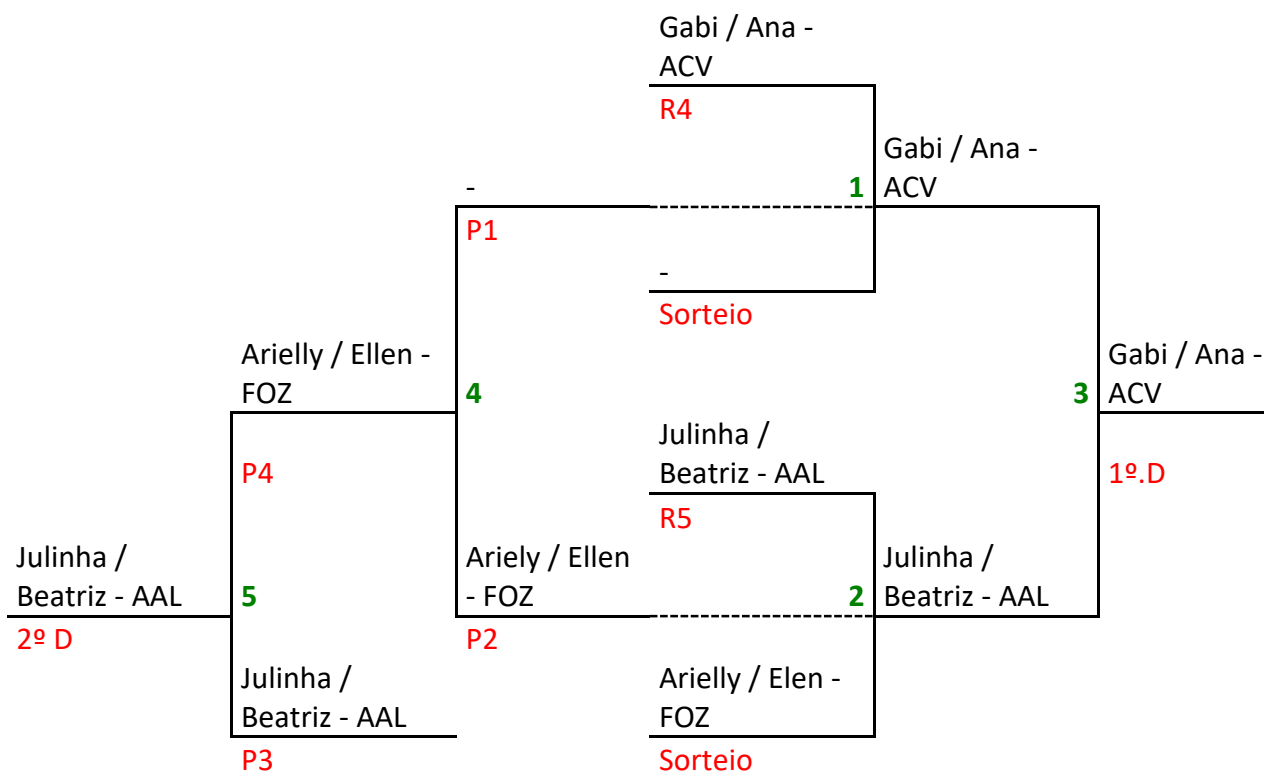 Gabi / Ana -
ACV
R4
Gabi / Ana -
- 1 ACV
P1
-
Sorteio
Arielly / Ellen - Gabi / Ana -
FOZ 4 3 ACV
Julinha /
P4 Beatriz - AAL 1º.D
R5
Julinha / Ariely / Ellen Julinha /
Beatriz - AAL 5 - FOZ 2 Beatriz - AAL
2º D P2
Julinha / Arielly / Elen -
Beatriz - AAL FOZ
P3 Sorteio